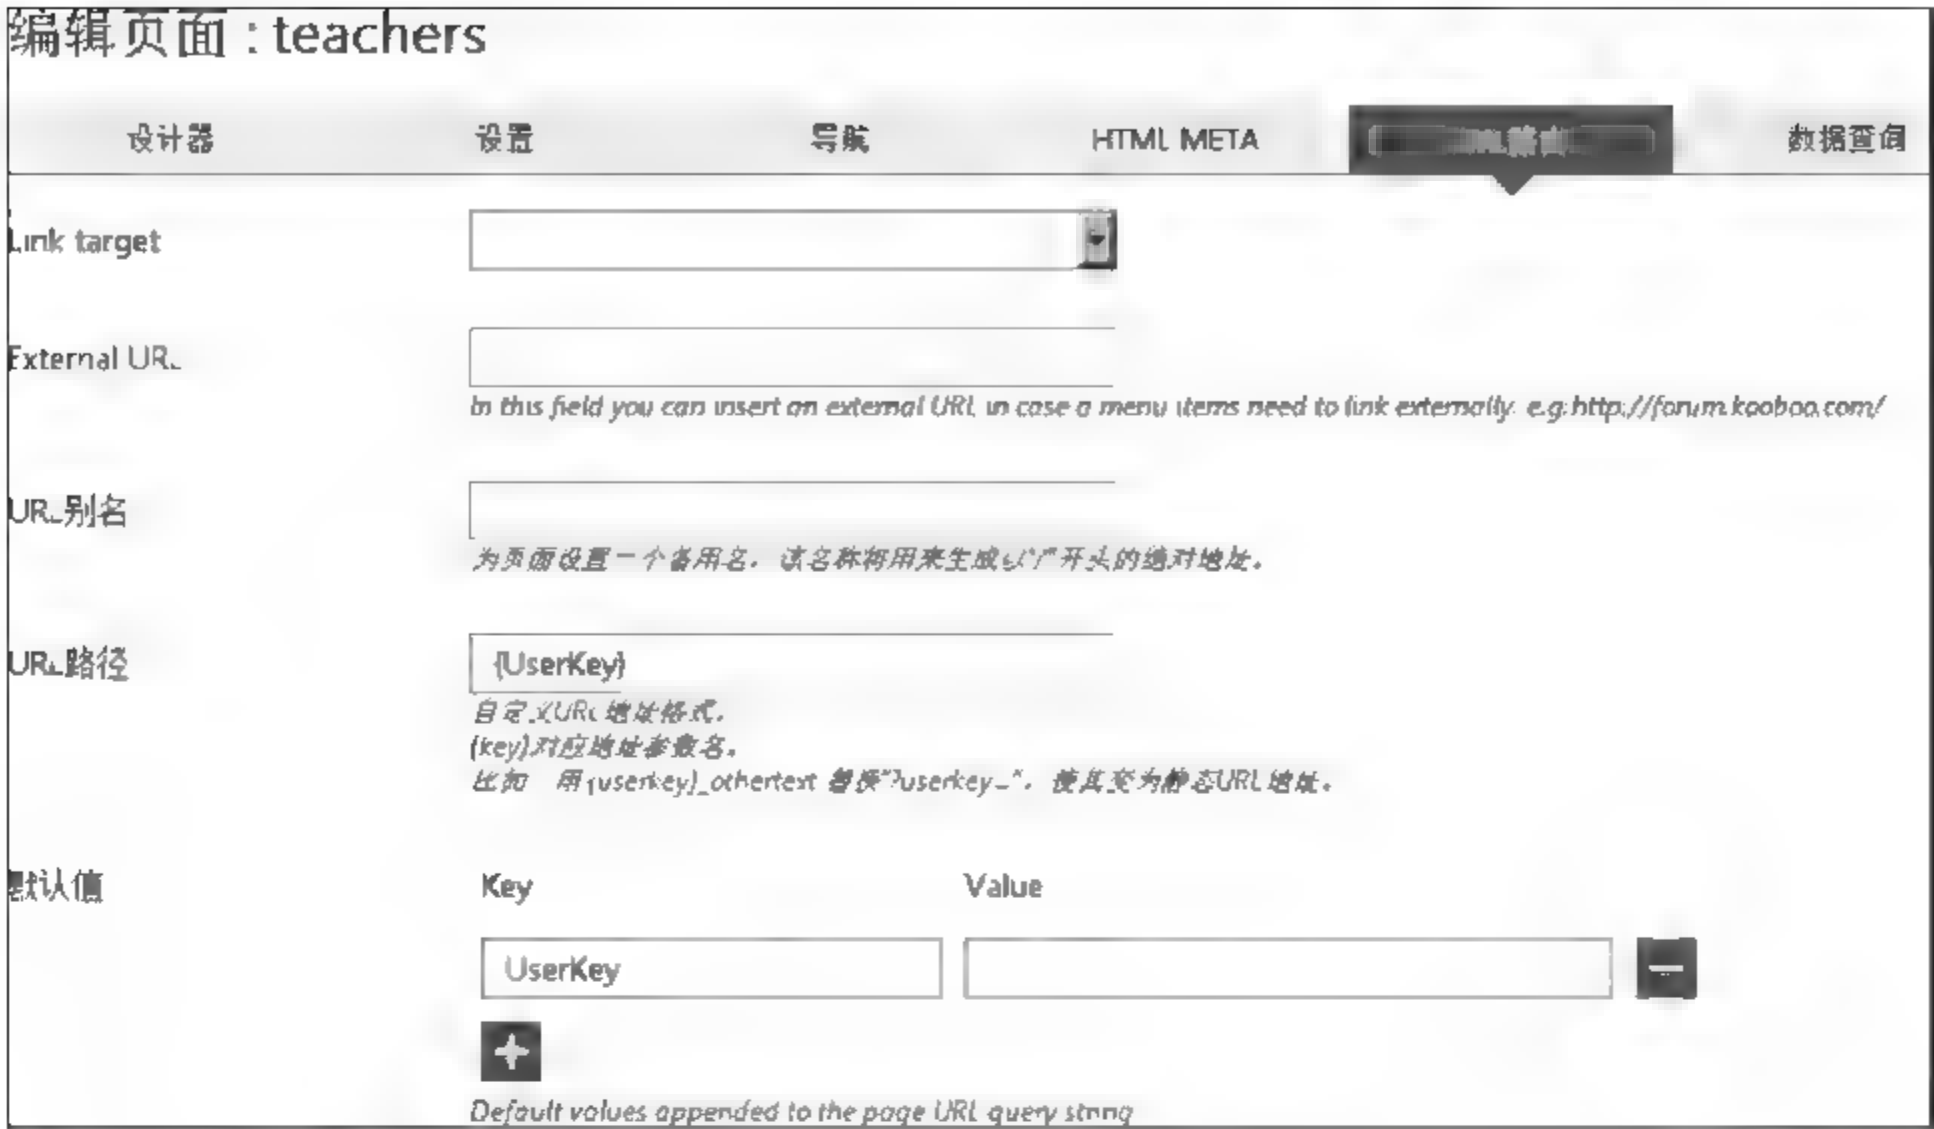 编辑页面 : teachers
设计器 设置 导航 HTML META URL路由 数据查询
Link target
External URL
In this field you can insert an external URL in case a menu items need to link externally. e.g:http://forum.kooboo.com/
URL别名
为页面设置一个备用名，该名称将用来生成以"/"开头的绝对地址。
URL路径 {UserKey}
自定义URL地址格式，
{key}对应地址参数名，
比如 用{userkey}_othertext 替换"?userkey=", 使其变为静态URL地址。
默认值 Key Value
UserKey
Default values appended to the page URL query string